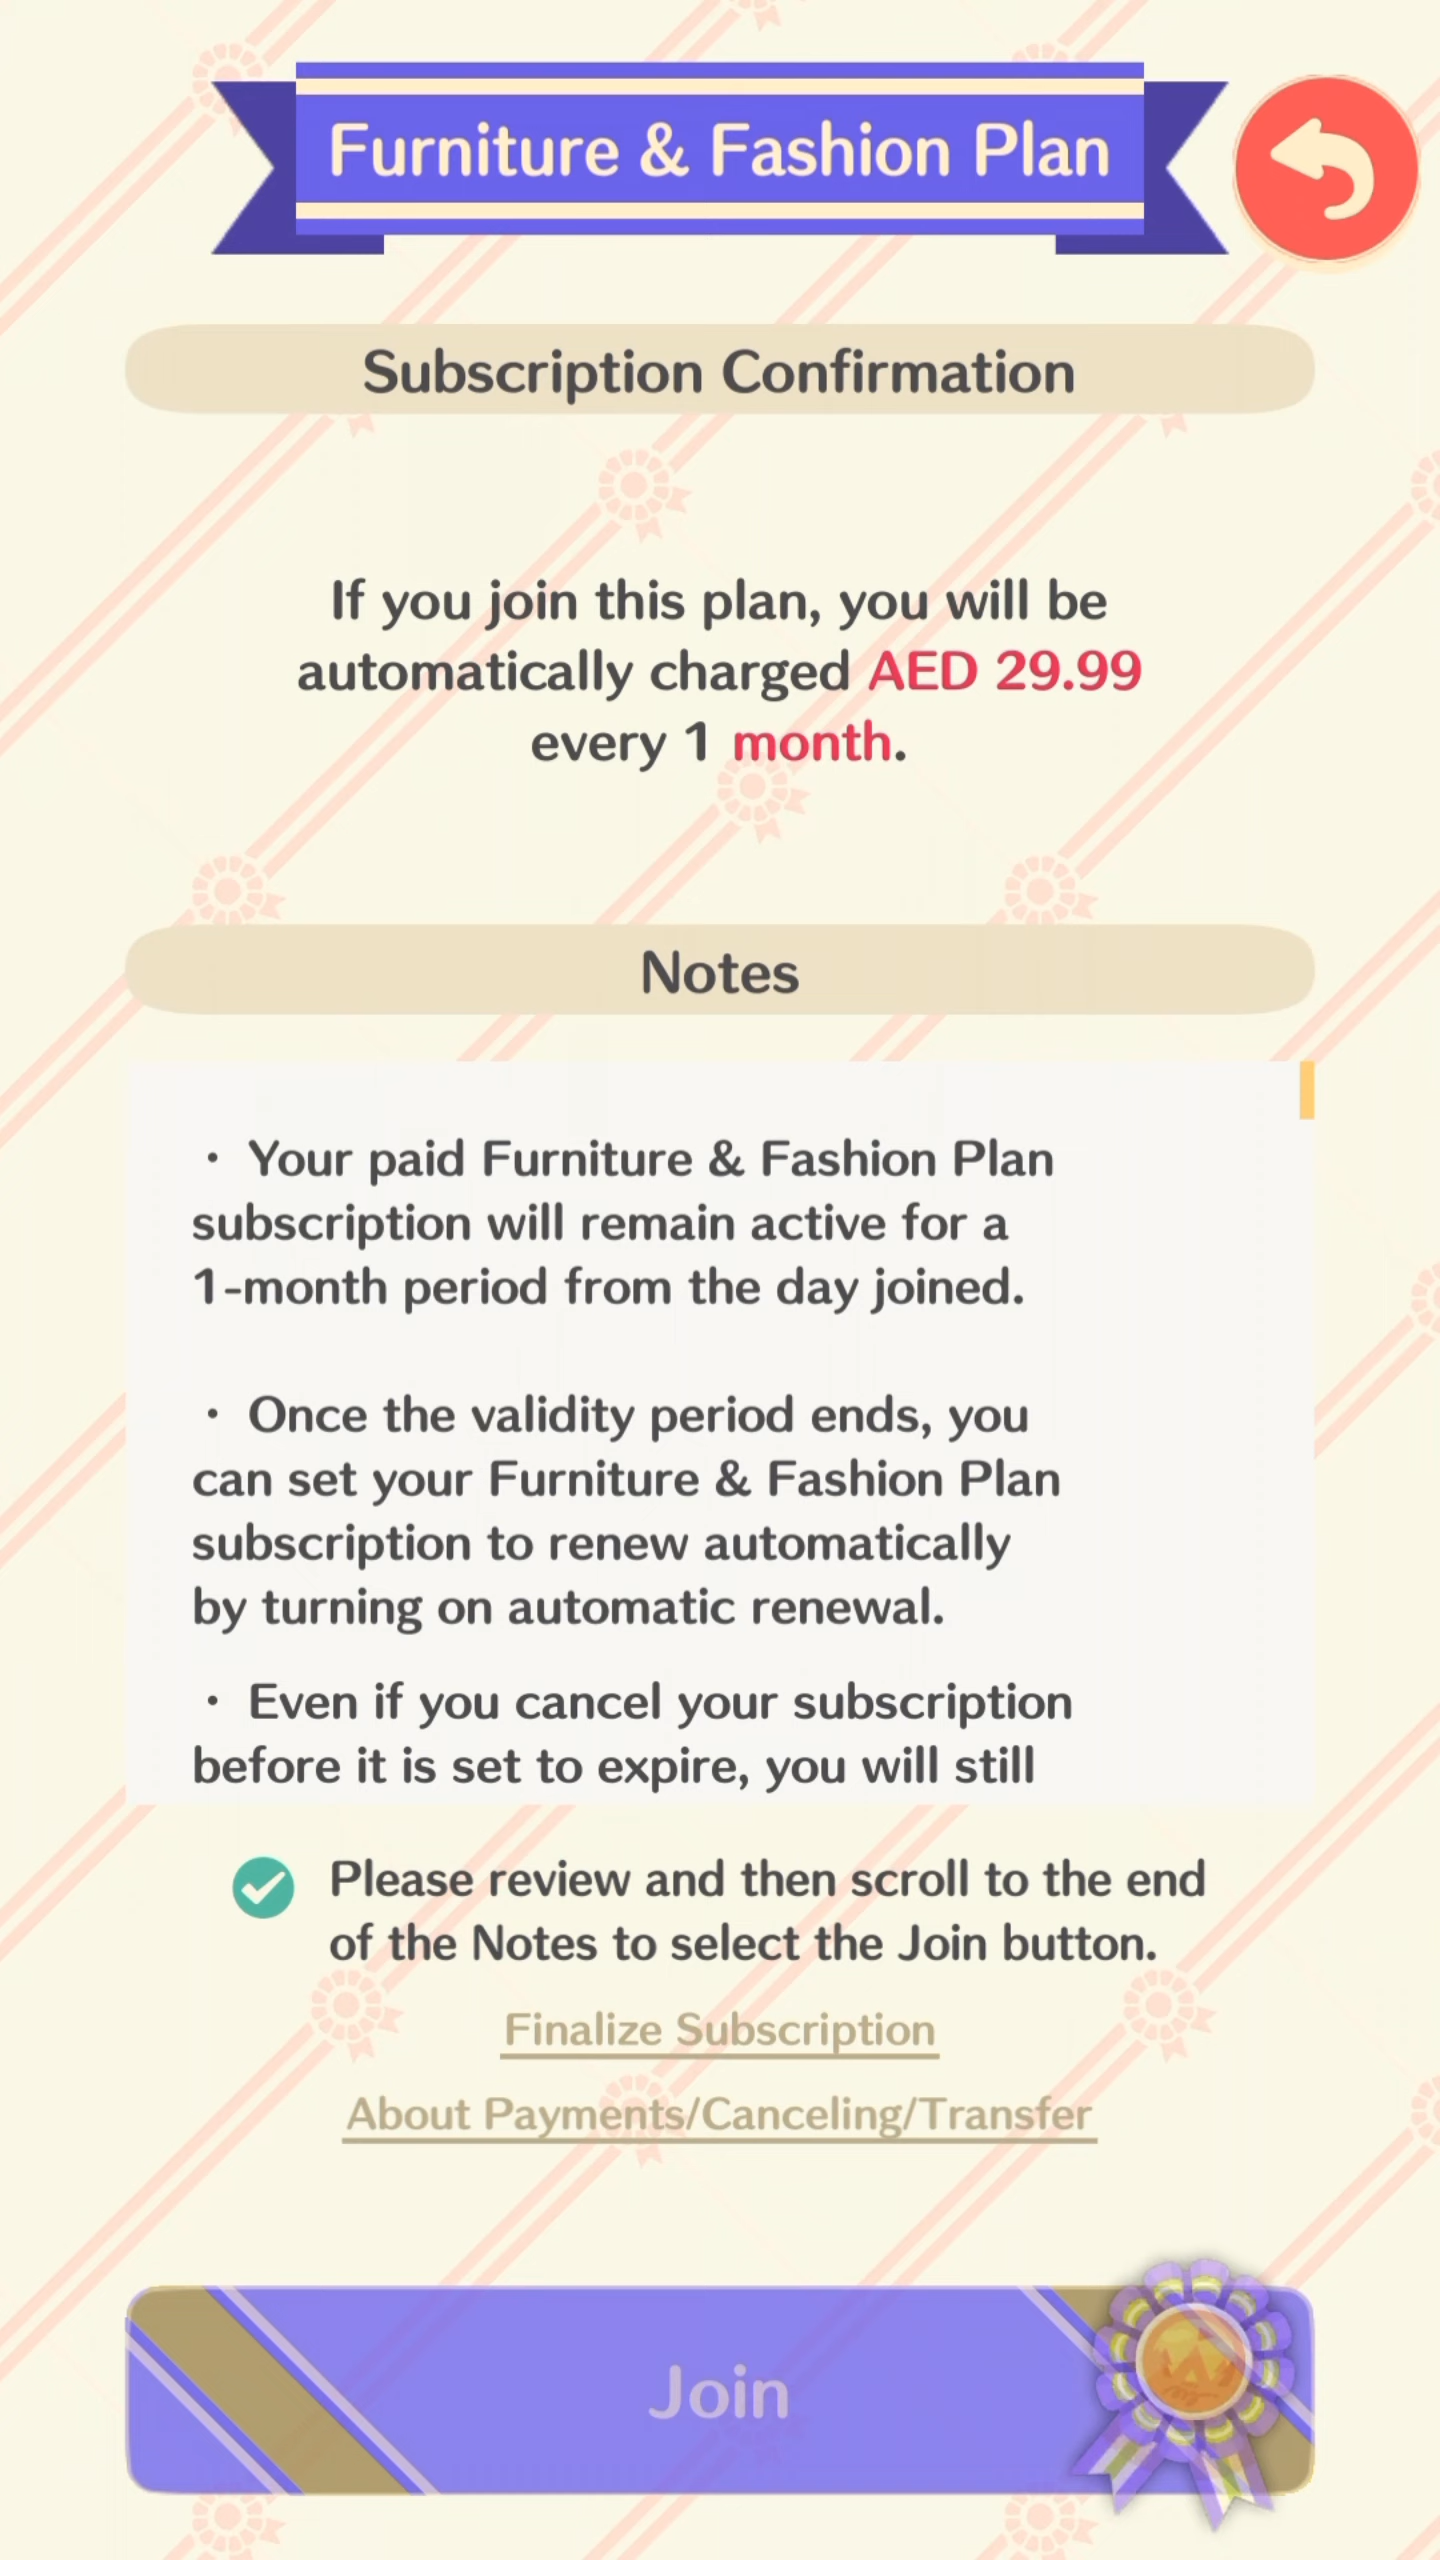 Furniture & Fashion Plan
Subscription Confirmation
If you join this plan, you will be
automatically charged AED 29.99
every 1 month.
Notes
・ Your paid Furniture & Fashion Plan
subscription will remain active for a
1-month period from the day joined.
・ Once the validity period ends, you
can set your Furniture & Fashion Plan
subscription to renew automatically
by turning on automatic renewal.
・ Even if you cancel your subscription
before it is set to expire, you will still
Please review and then scroll to the end
of the Notes to select the Join button.
Finalize Subscription
About Payments/Canceling/Transfer
Join